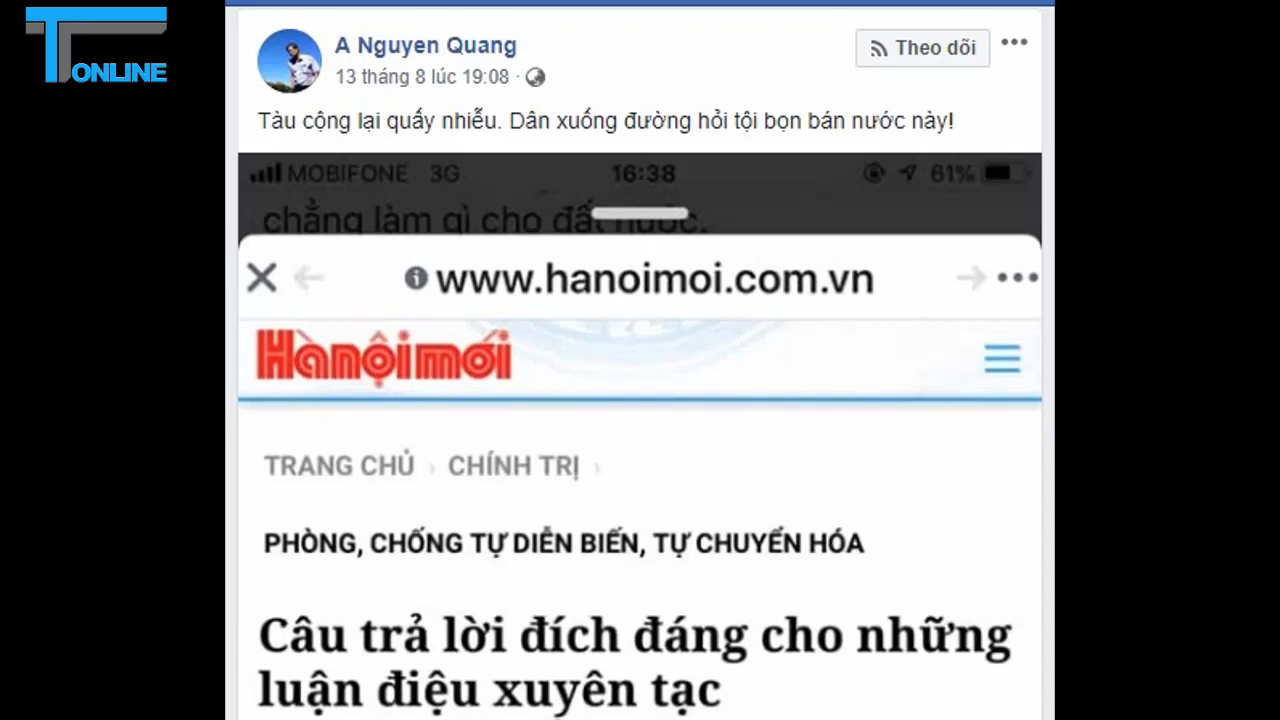 T
T ONLINE
A Nguyen Quang
Theo dõi
13 tháng 8 lúc 19:08 ·
Tàu cộng lại quấy nhiễu. Dân xuống đường hỏi tội bọn bán nước này!
MOBIFONE 3G 16:38 61%
chẳng làm gì cho đất nước.
www.hanoimoi.com.vn
Hànộimới
TRANG CHỦ › CHÍNH TRỊ ›
PHÒNG, CHỐNG TỰ DIỄN BIẾN, TỰ CHUYỂN HÓA
Câu trả lời đích đáng cho những
luận điệu xuyên tạc